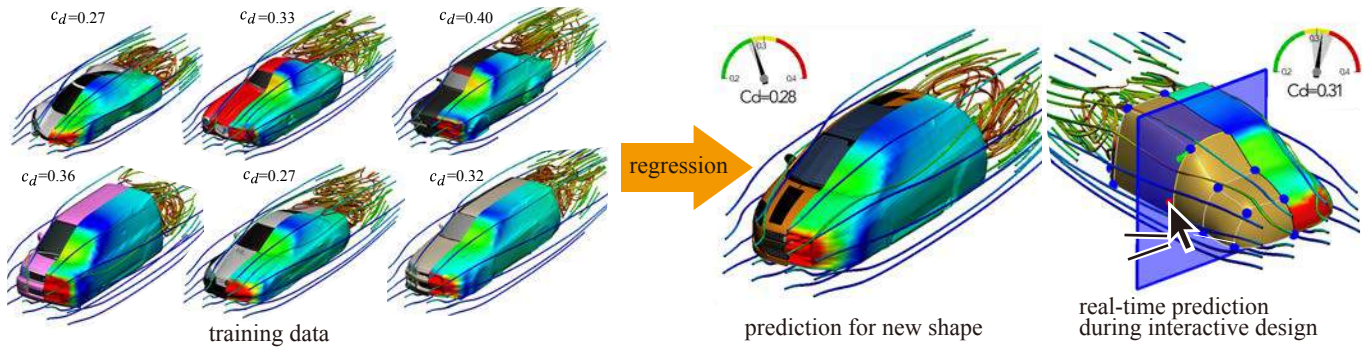 c_d=0.27
c_d=0.33
c_d=0.40
c_d=0.36
c_d=0.27
c_d=0.32
training data
regression
0.2
0.3
0.4
Cd=0.28
prediction for new shape
0.2
0.3
0.4
Cd=0.31
real-time prediction
during interactive design